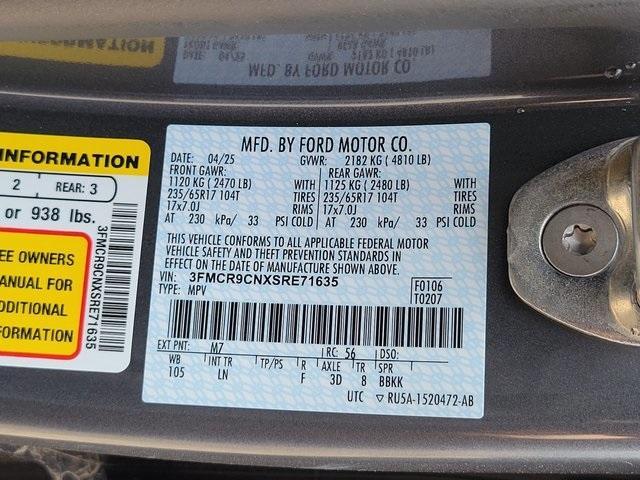 MFD. BY FORD MOTOR CO.
DATE: 04/25 GVWR: 2182 KG ( 4810 LB)
FRONT GAWR: REAR GAWR:
1120 KG ( 2470 LB) WITH 1125 KG ( 2480 LB) WITH
235/65R17 104T TIRES 235/65R17 104T TIRES
17x7.0J RIMS 17x7.0J RIMS
AT 230 kPa/ 33 PSI COLD AT 230 kPa/ 33 PSI COLD
THIS VEHICLE CONFORMS TO ALL APPLICABLE FEDERAL MOTOR
VEHICLE SAFETY AND THEFT PREVENTION STANDARDS IN
EFFECT ON THE DATE OF MANUFACTURE SHOWN ABOVE.
VIN: 3FMCR9CNXSRE71635 F0106
TYPE: MPV T0207
EXT PNT: M7 RC: 56 DSO:
WB INT TR TP/PS R AXLE TR SPR
105 LN F 3D 8 BBKK
UTC ▽ RU5A-1520472-AB
INFORMATION
2 REAR: 3
or 938 lbs.
EE OWNERS
MANUAL FOR
ADDITIONAL
INFORMATION
3FMCR9CNXSRE71635